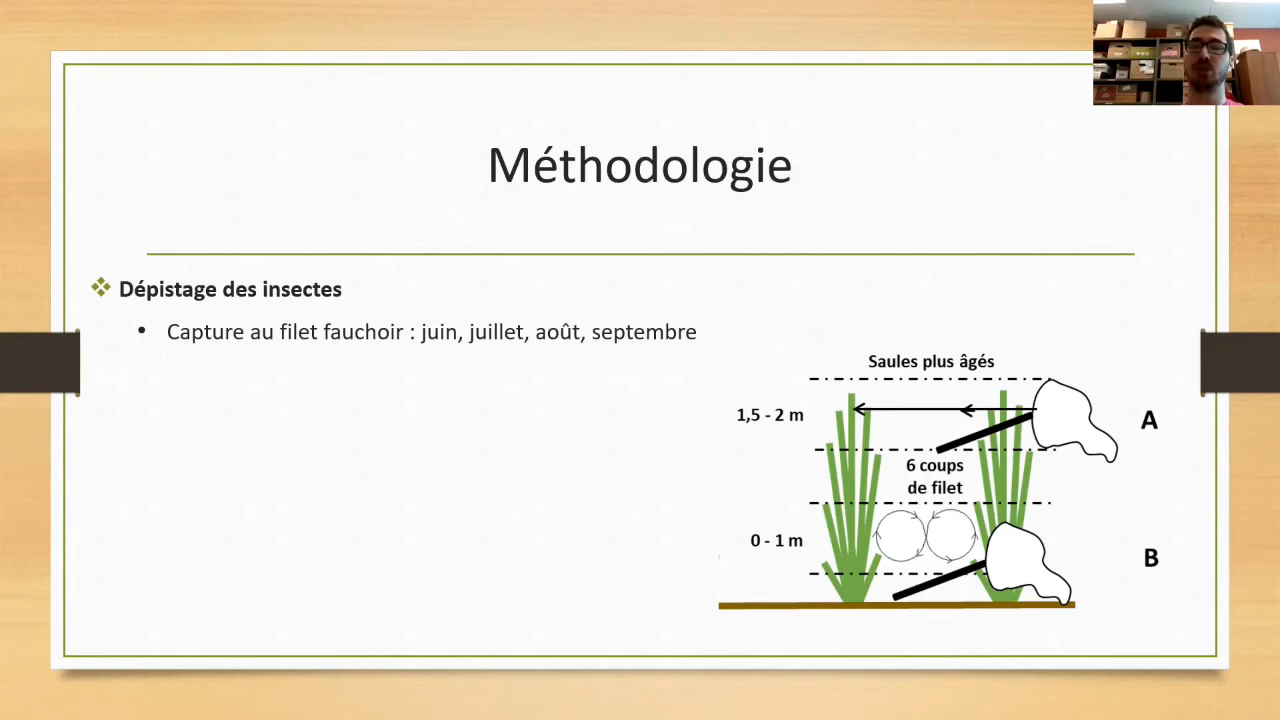 Méthodologie
Dépistage des insectes
Capture au filet fauchoir : juin, juillet, août, septembre
Saules plus âgés
1,5 - 2 m
A
6 coups
de filet
0 - 1 m
B